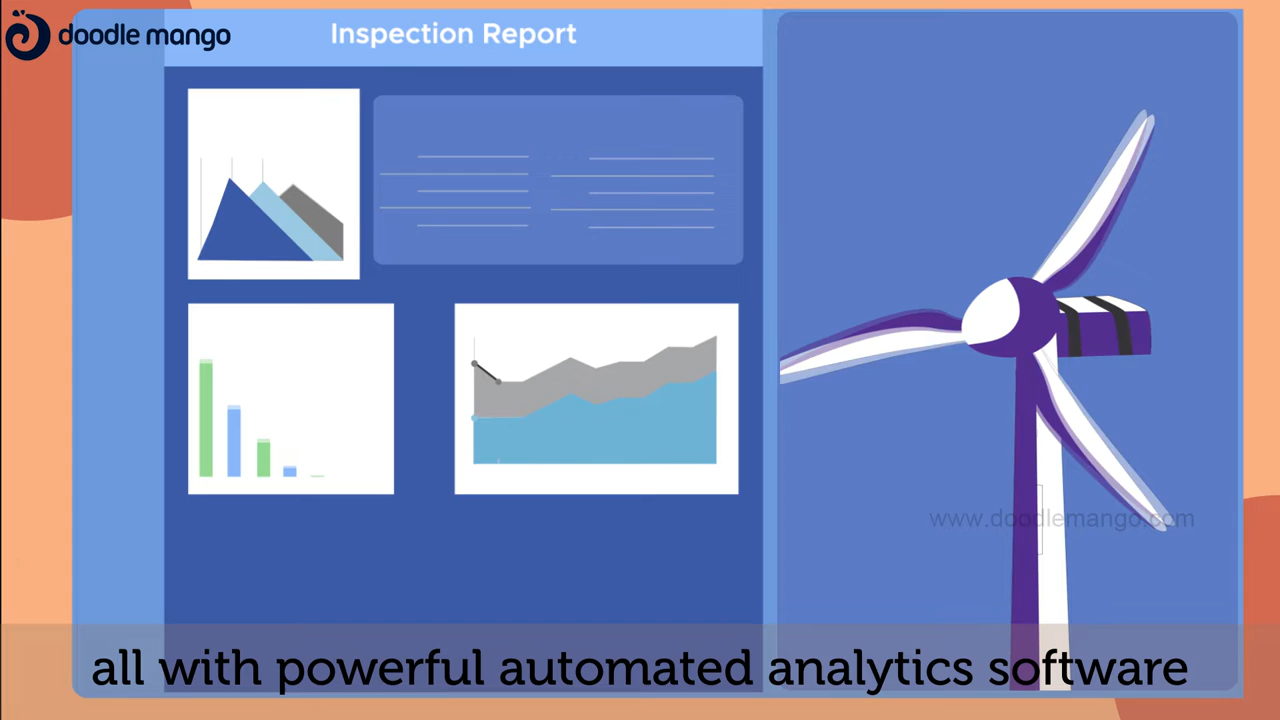 doodle mango
Inspection Report
www.doodlemango.com
all with powerful automated analytics software